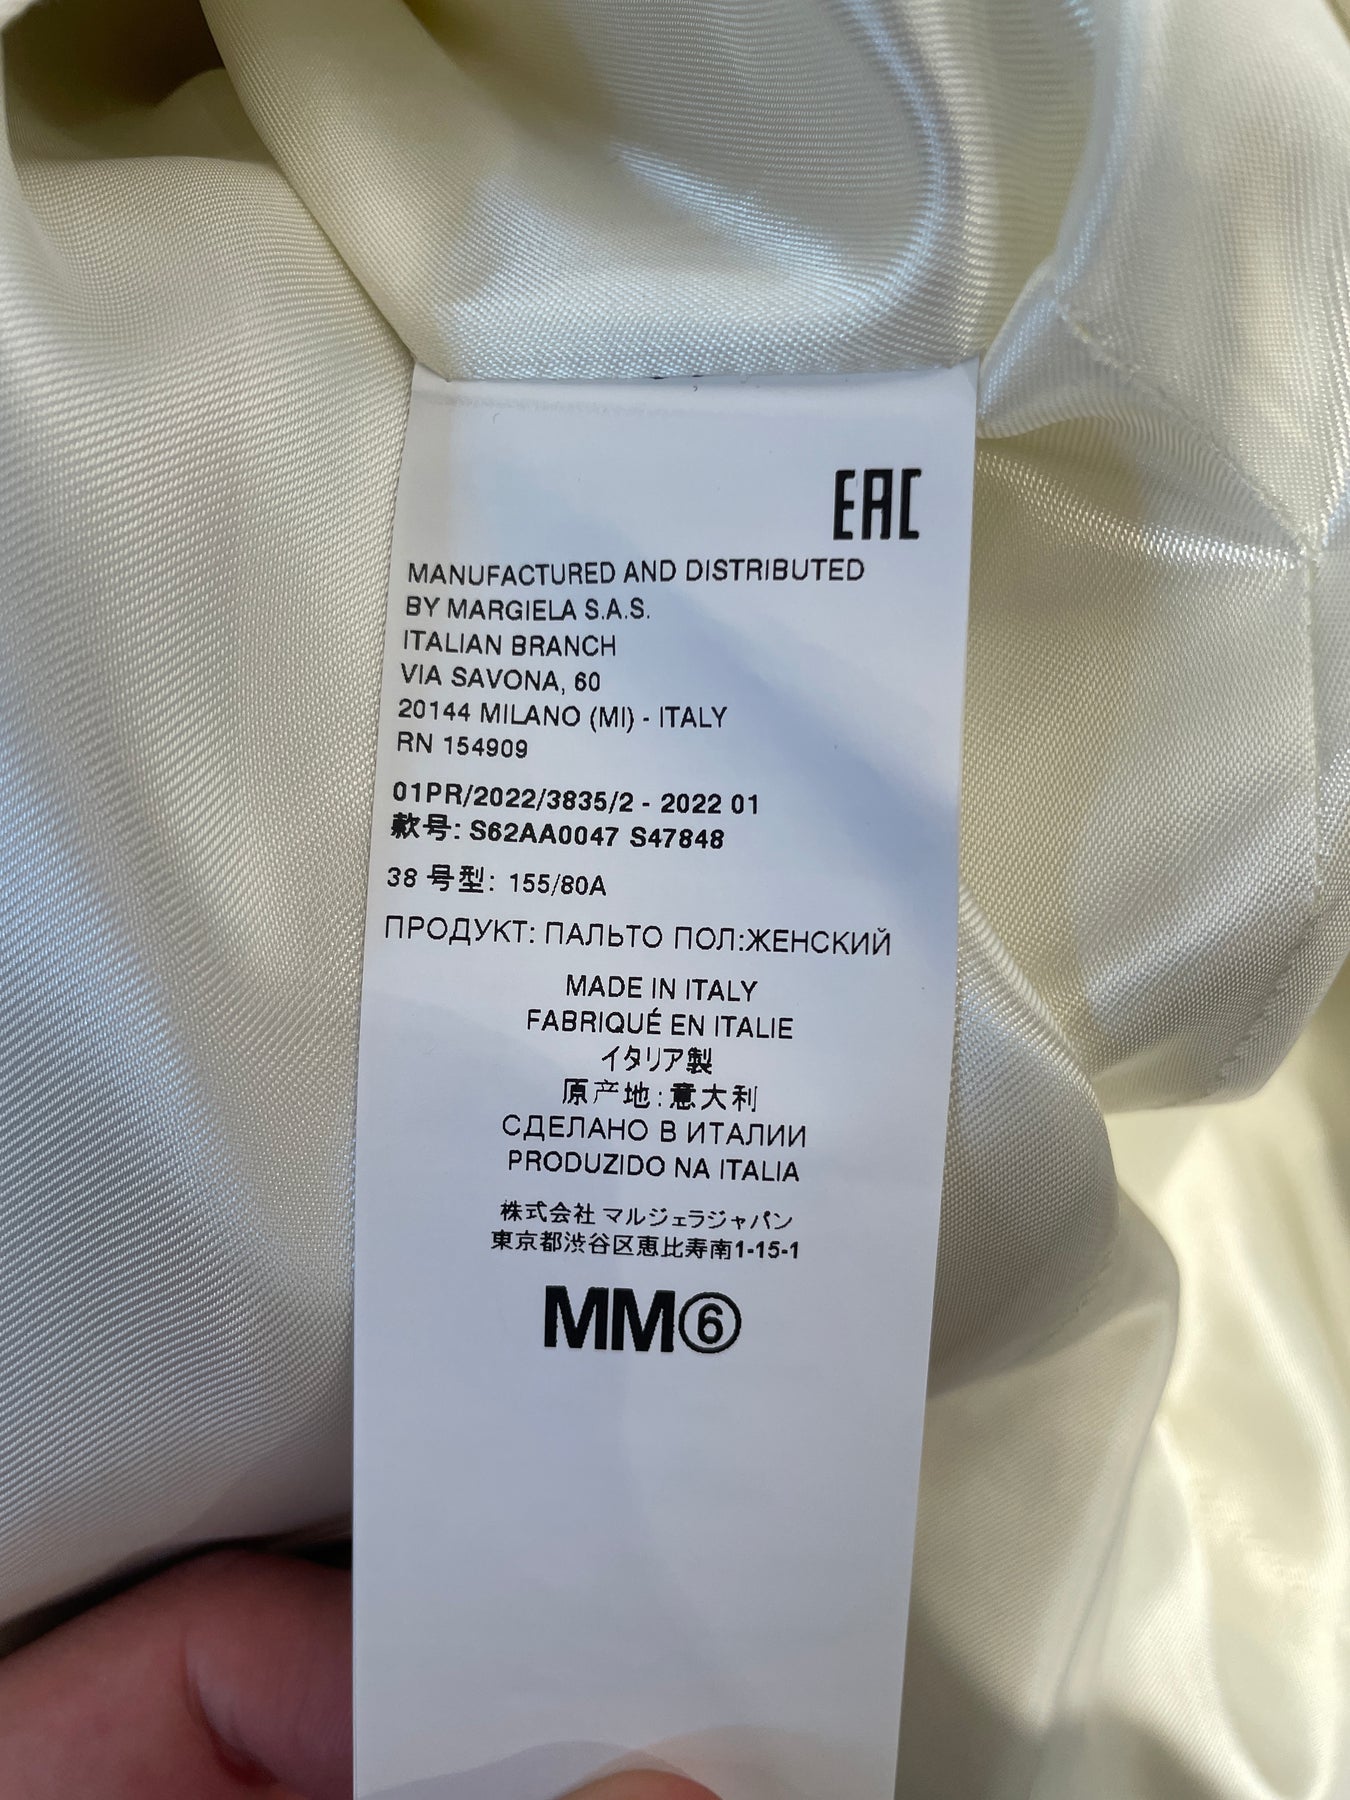 EAC
MANUFACTURED AND DISTRIBUTED
BY MARGIELA S.A.S.
ITALIAN BRANCH
VIA SAVONA, 60
20144 MILANO (MI) - ITALY
RN 154909
01PR/2022/3835/2 - 2022 01
款号: S62AA0047 S47848
38 号型: 155/80A
ПРОДУКТ: ПАЛЬТО ПОЛ:ЖЕНСКИЙ
MADE IN ITALY
FABRIQUÉ EN ITALIE
イタリア製
原产地:意大利
СДЕЛАНО В ИТАЛИИ
PRODUZIDO NA ITALIA
株式会社 マルジェラジャパン
東京都渋谷区恵比寿南1-15-1
MM⑥